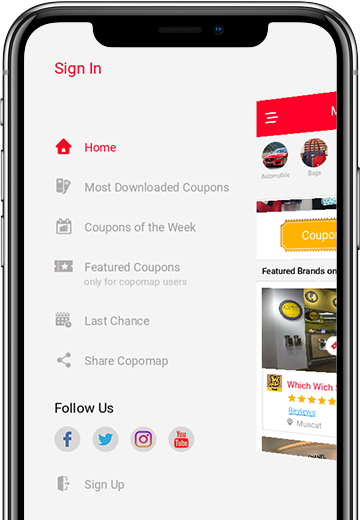 Sign In
Home
Most Downloaded Coupons
Coupons of the Week
Featured Coupons
only for copomap users
Last Chance
Share Copomap
Follow Us
You
Tube
Sign Up
M
Automobile
Bags
Coupo
Featured Brands on
Which Wich S
Reviews
Muscat